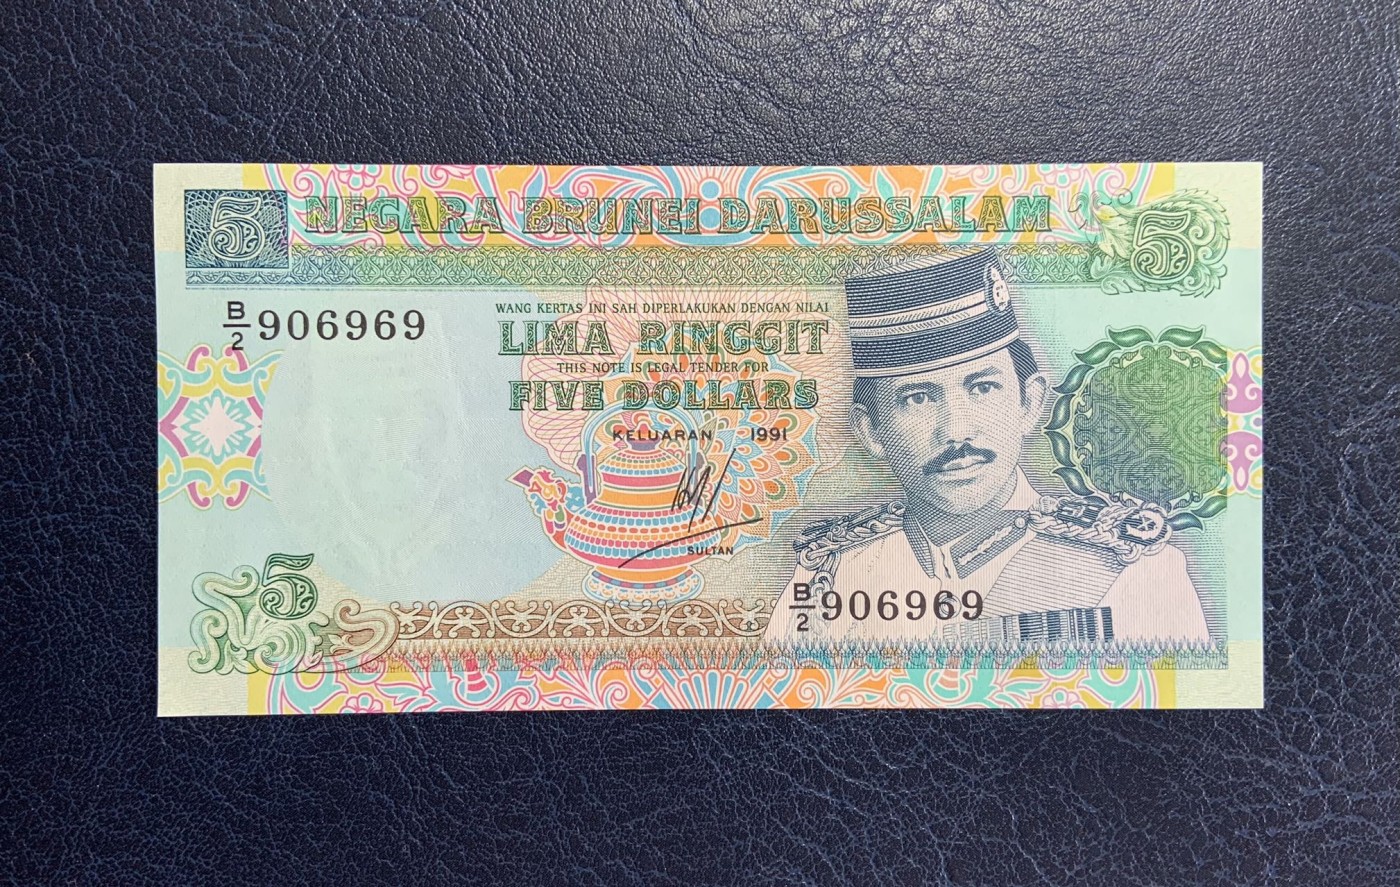 5 NEGARA BRUNEI DARUSSALAM 5
B/2 906969
WANG KERTAS INI SAH DIPERLAKUKAN DENGAN NILAI
LIMA RINGGIT
THIS NOTE IS LEGAL TENDER FOR
FIVE DOLLARS
KELUARAN 1991
SULTAN
5
B/2 906969